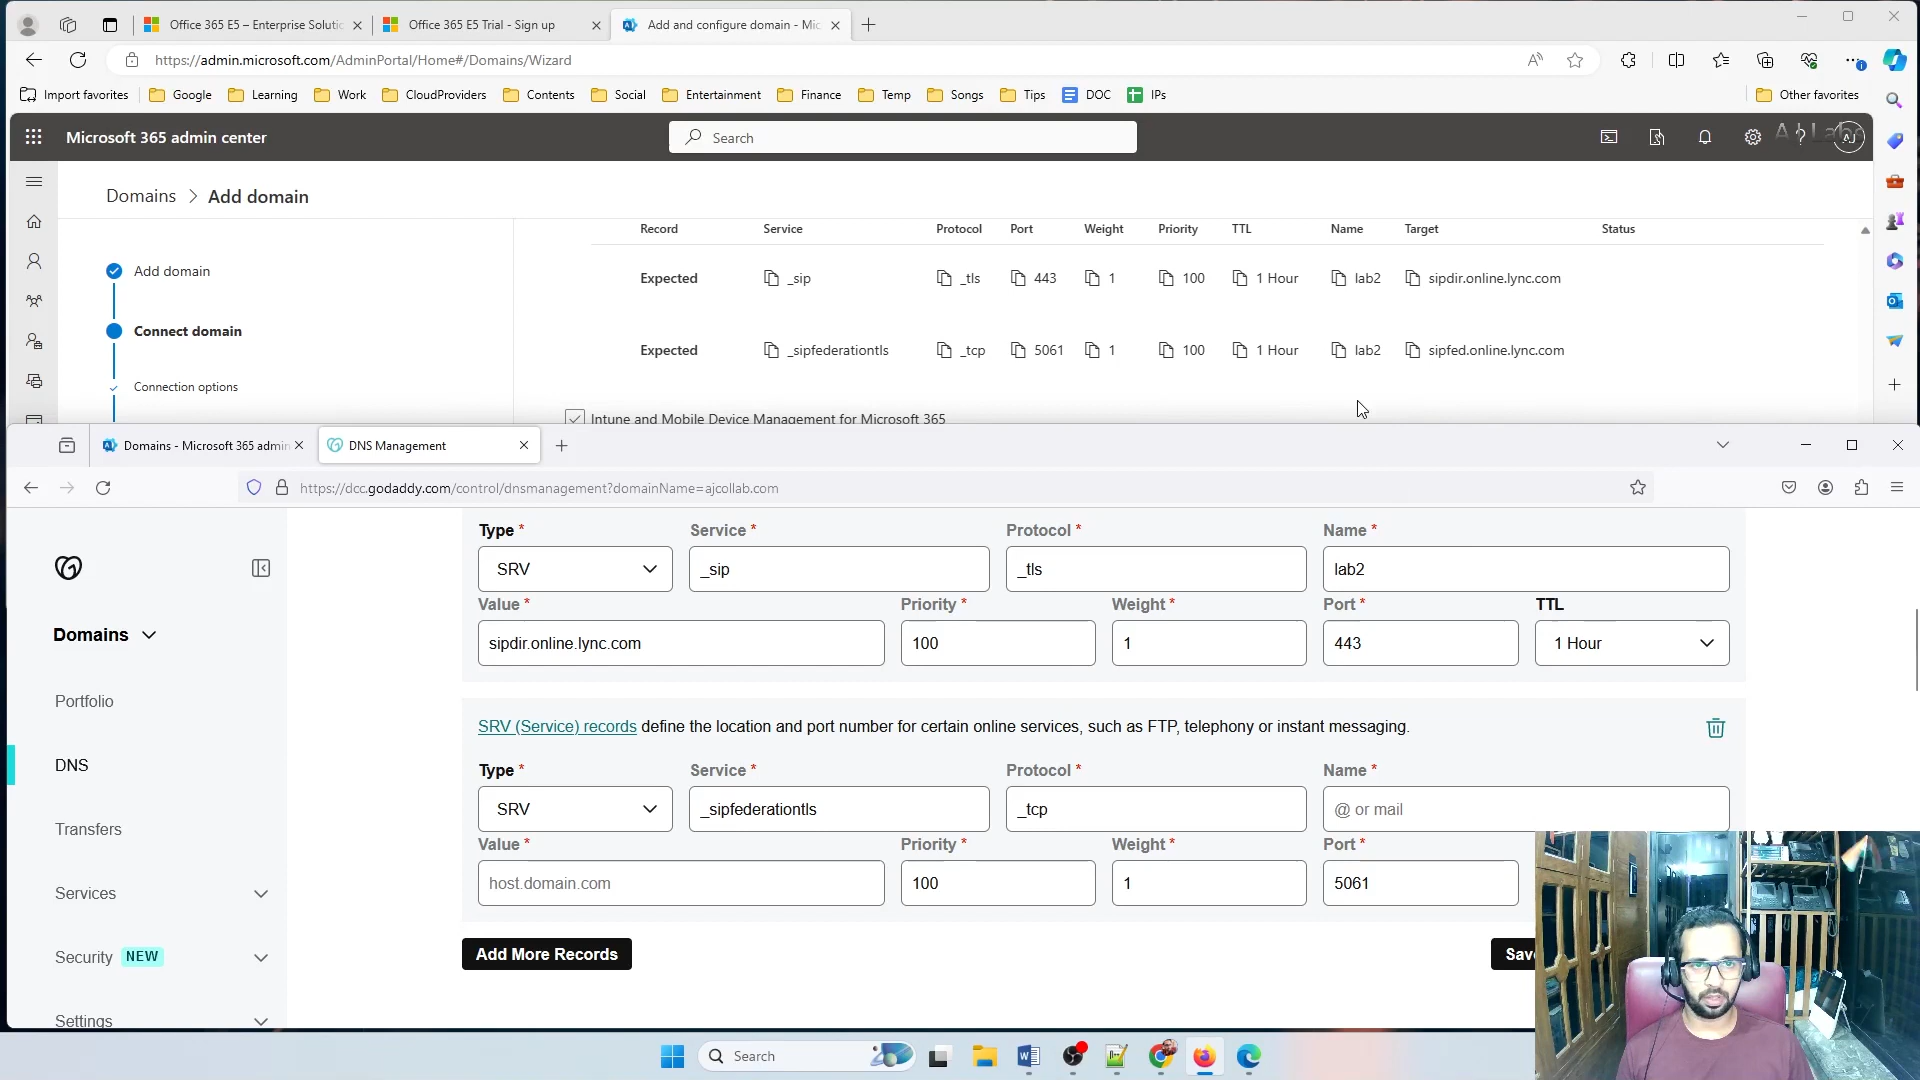 Office 365 E5 – Enterprise Solutic
Office 365 E5 Trial - Sign up
Add and configure domain - Mic
https://admin.microsoft.com/AdminPortal/Home#/Domains/Wizard
Import favorites
Google
Learning
Work
CloudProviders
Contents
Social
Entertainment
Finance
Temp
Songs
Tips
DOC
IPs
Other favorites
Microsoft 365 admin center
Search
AJ
Domains > Add domain
Record Service Protocol Port Weight Priority TTL Name Target Status
Add domain
Expected _sip _tls 443 1 100 1 Hour lab2 sipdir.online.lync.com
Connect domain
Expected _sipfederationtls _tcp 5061 1 100 1 Hour lab2 sipfed.online.lync.com
Connection options
Intune and Mobile Device Management for Microsoft 365
Domains - Microsoft 365 admin
DNS Management
https://dcc.godaddy.com/control/dnsmanagement?domainName=ajcollab.com
Type * Service * Protocol * Name *
SRV _sip _tls lab2
Value * Priority * Weight * Port * TTL
sipdir.online.lync.com 100 1 443 1 Hour
Domains
Portfolio
DNS
Transfers
Services
Security NEW
Settings
SRV (Service) records define the location and port number for certain online services, such as FTP, telephony or instant messaging.
Type * Service * Protocol * Name *
SRV _sipfederationtls _tcp @ or mail
Value * Priority * Weight * Port *
host.domain.com 100 1 5061
Add More Records
Save
Search